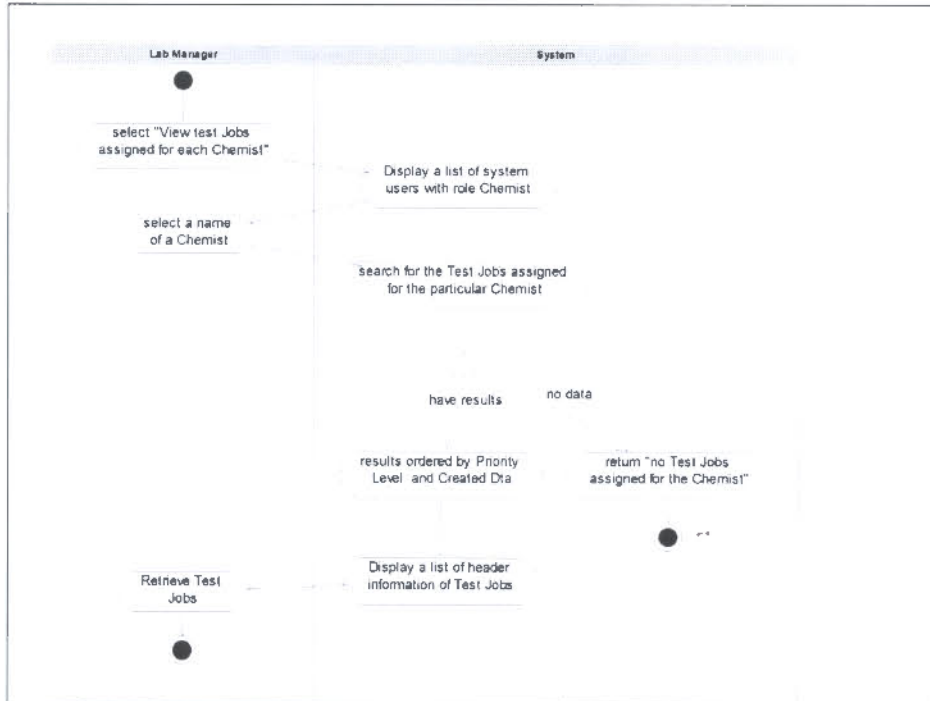 Lab Manager
System
select "View test Jobs
assigned for each Chemist"
Display a list of system
users with role Chemist
select a name
of a Chemist
search for the Test Jobs assigned
for the particular Chemist
have results
no data
results ordered by Priority
Level and Created Dta
return "no Test Jobs
assigned for the Chemist"
Display a list of header
information of Test Jobs
Retrieve Test
Jobs